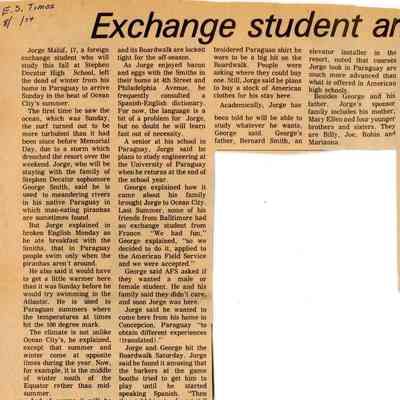 E.S. Times
8/ /74
Exchange student ar
Jorge Maluf, 17, a foreign
exchange student who will
study this fall at Stephen
Decatur High School, left
the dead of winter from his
home in Paraguay to arrive
Sunday in the heat of Ocean
City's summer.
The first time he saw the
ocean, which was Sunday,
the surf turned out to be
more turbulent than it had
been since before Memorial
Day, due to a storm which
drenched the resort over the
weekend. Jorge, who will be
staying with the family of
Stephen Decatur sophomore
George Smith, said he is
used to meandering rivers
in his native Paraguay in
which man-eating piranhas
are sometimes found.
But Jorge explained in
broken English Monday as
he ate breakfast with the
Smiths, that in Paraguay
people swim only when the
piranhas aren't around.
He also said it would have
to get a little warmer here
than it was Sunday before he
would try swimming in the
Atlantic. He is used to
Paraguan summers where
the temperatures at times
hit the 100 degree mark.
The climate is not unlike
Ocean City's, he explained,
except that summer and
winter come at opposite
times during the year. Now,
for example, it is the middle
of winter south of the
Equator rather than mid-
summer.
and its Boardwalk are locked
tight for the off-season.
As Jorge enjoyed bacon
and eggs with the Smiths in
their home at 4th Street and
Philadelphia Avenue, he
frequently consulted a
Spanish-English dictionary.
For now, the language is a
bit of a problem for Jorge,
but no doubt he will learn
fast out of necessity.
A senior at his school in
Paraguay, Jorge said he
plans to study engineering at
the University of Paraguay
when he returns at the end of
the school year.
George explained how it
came about his family
brought Jorge to Ocean City.
Last Summer, some of his
friends from Baltimore had
an exchange student from
France. "We had fun,"
George explained, "so we
decided to do it, applied to
the American Field Service
and we were accepted."
George said AFS asked if
they wanted a male or
female student. He and his
family said they didn't care,
and soon Jorge was here.
Jorge said he wanted to
come here from his home in
Concepcion, Paraguay "to
obtain different experiences
(translated)."
Jorge and George hit the
Boardwalk Saturday. Jorge
said he found it amusing that
the barkers at the game
booths tried to get him to
play until he started
speaking Spanish. "Then
broidered Paraguan shirt he
wore to be a big hit on the
Boardwalk. People were
asking where they could buy
one. Still, Jorge said he plans
to buy a stock of American
clothes for his stay here.
Academically, Jorge has
been told he will be able to
study whatever he wants,
George said. George's
father, Bernard Smith, an
elevator installer in the
resort, noted that courses
Jorge took in Paraguay are
much more advanced than
what is offered in American
high schools.
Besides George and his
father, Jorge's sponsor
family includes his mother,
Mary Ellen and four younger
brothers and sisters. They
are Billy, Joe, Robin and
Marianna.